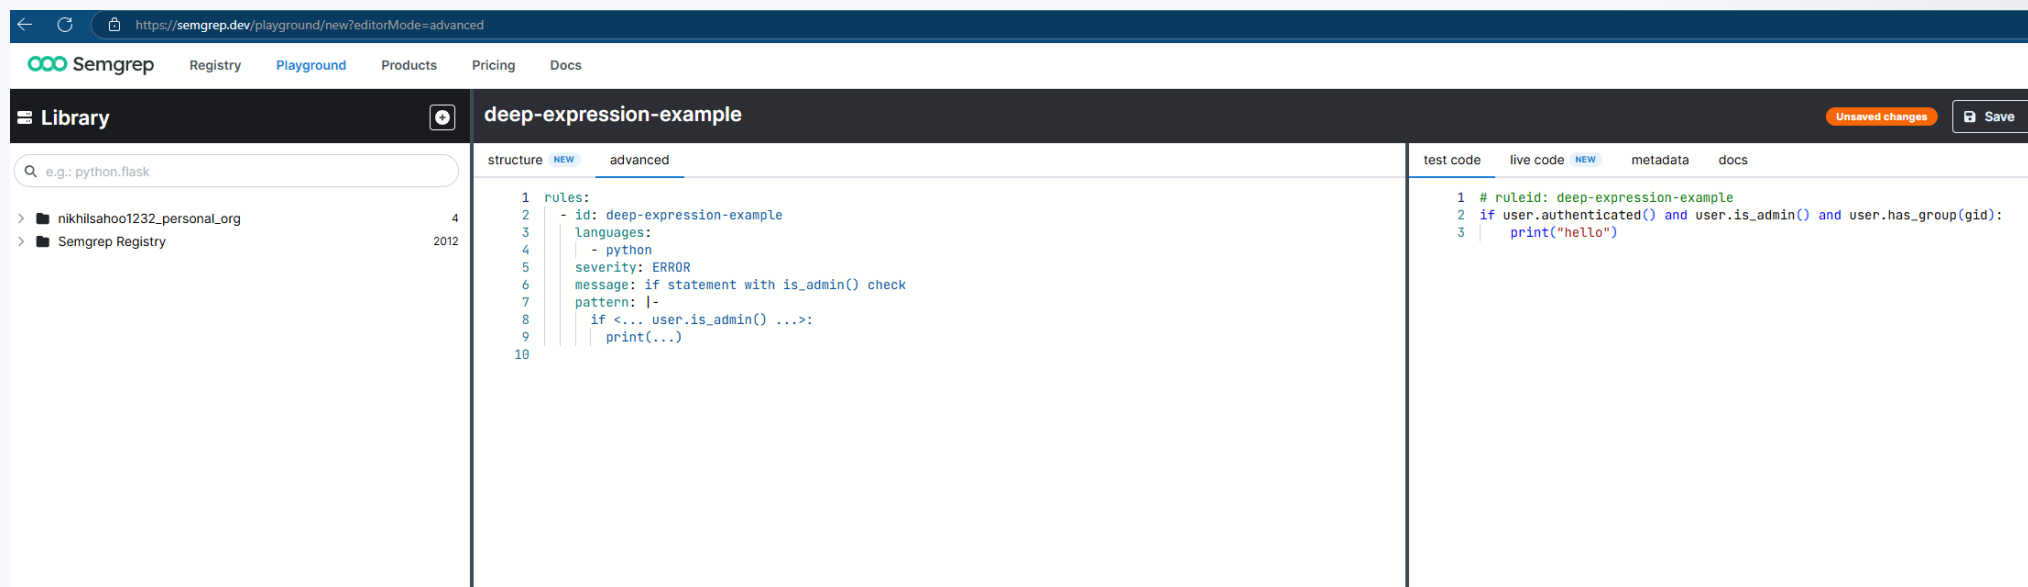 https://semgrep.dev/playground/new?editorMode=advanced
Semgrep Registry Playground Products Pricing Docs
Library
e.g.: python.flask
nikhilsahoo1232_personal_org 4
Semgrep Registry 2012
deep-expression-example
Unsaved changes Save
structure NEW advanced
1 rules:
2 - id: deep-expression-example
3 languages:
4 - python
5 severity: ERROR
6 message: if statement with is_admin() check
7 pattern: |-
8 if <... user.is_admin() ...>:
9 print(...)
10
test code live code NEW metadata docs
1 # ruleid: deep-expression-example
2 if user.authenticated() and user.is_admin() and user.has_group(gid):
3 print("hello")